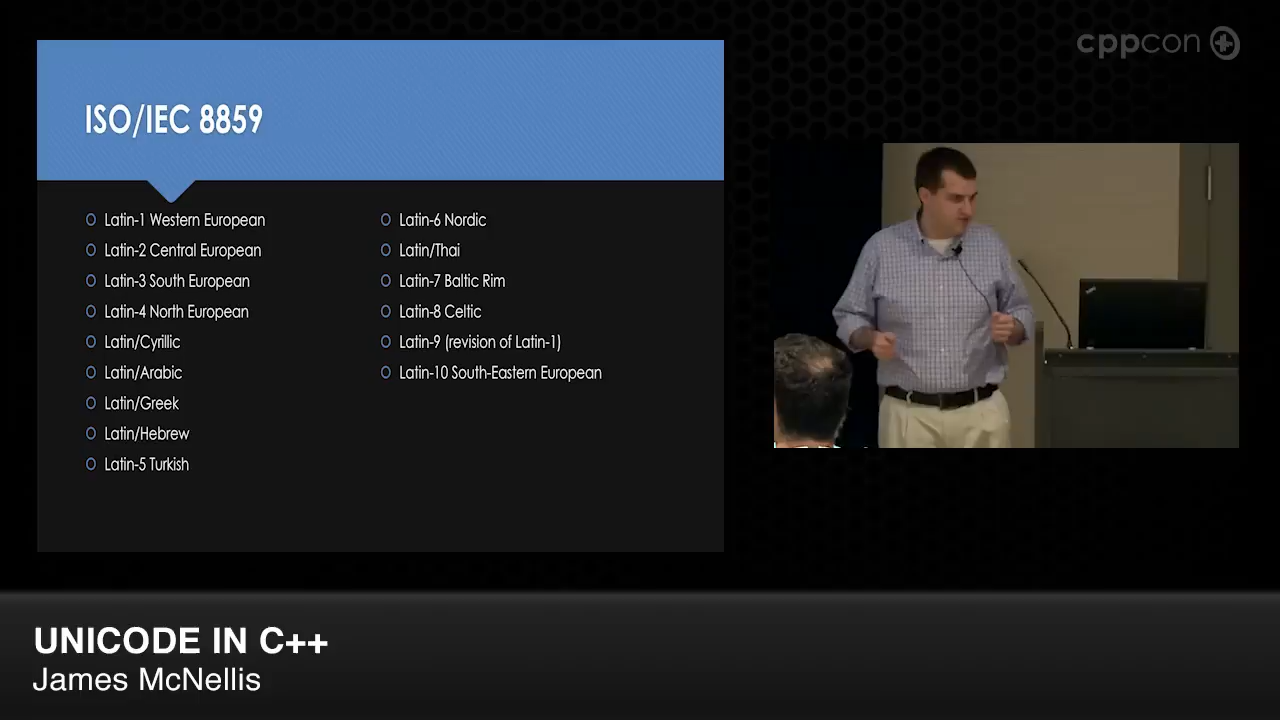 cppcon
ISO/IEC 8859
Latin-1 Western European
Latin-2 Central European
Latin-3 South European
Latin-4 North European
Latin/Cyrillic
Latin/Arabic
Latin/Greek
Latin/Hebrew
Latin-5 Turkish
Latin-6 Nordic
Latin/Thai
Latin-7 Baltic Rim
Latin-8 Celtic
Latin-9 (revision of Latin-1)
Latin-10 South-Eastern European
UNICODE IN C++
James McNellis